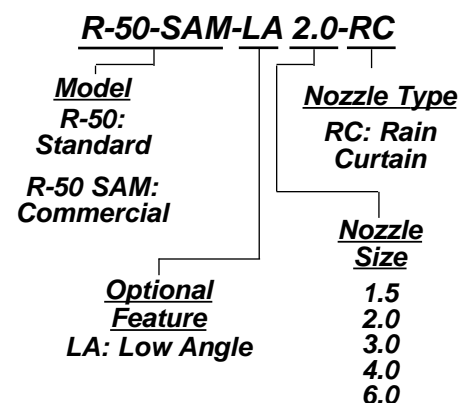 R-50-SAM-LA 2.0-RC
Model
R-50:
Standard
R-50 SAM:
Commercial
Nozzle Type
RC: Rain
Curtain
Optional
Feature
LA: Low Angle
Nozzle
Size
1.5
2.0
3.0
4.0
6.0